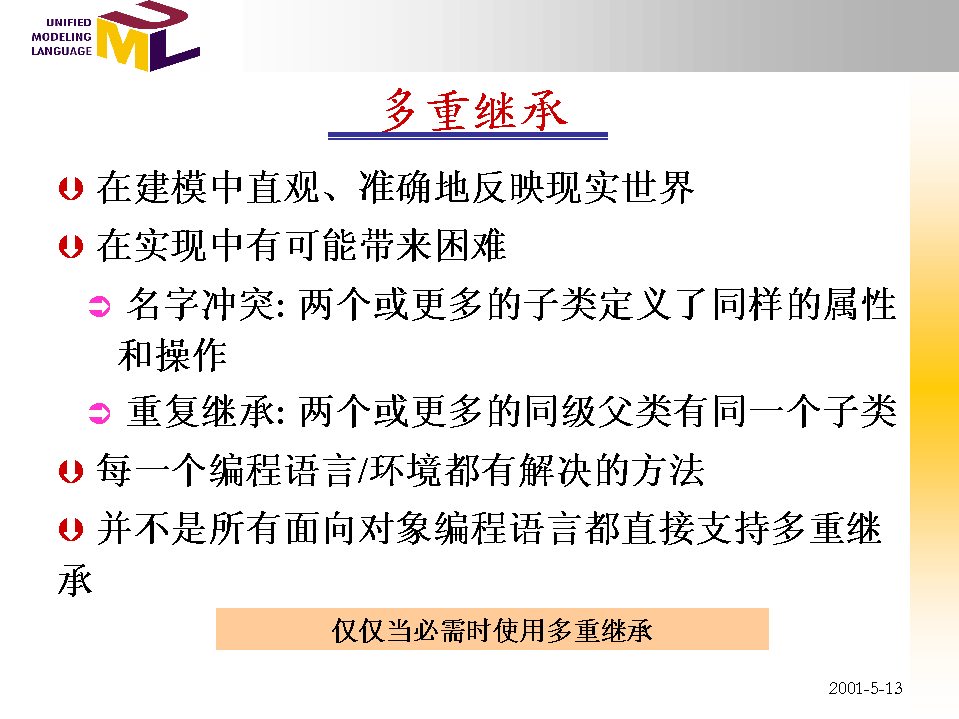 UNIFIED
MODELING
LANGUAGE
UML
多重继承
在建模中直观、准确地反映现实世界
在实现中有可能带来困难
名字冲突: 两个或更多的子类定义了同样的属性
和操作
重复继承: 两个或更多的同级父类有同一个子类
每一个编程语言/环境都有解决的方法
并不是所有面向对象编程语言都直接支持多重继
承
仅仅当必需时使用多重继承
2001-5-13